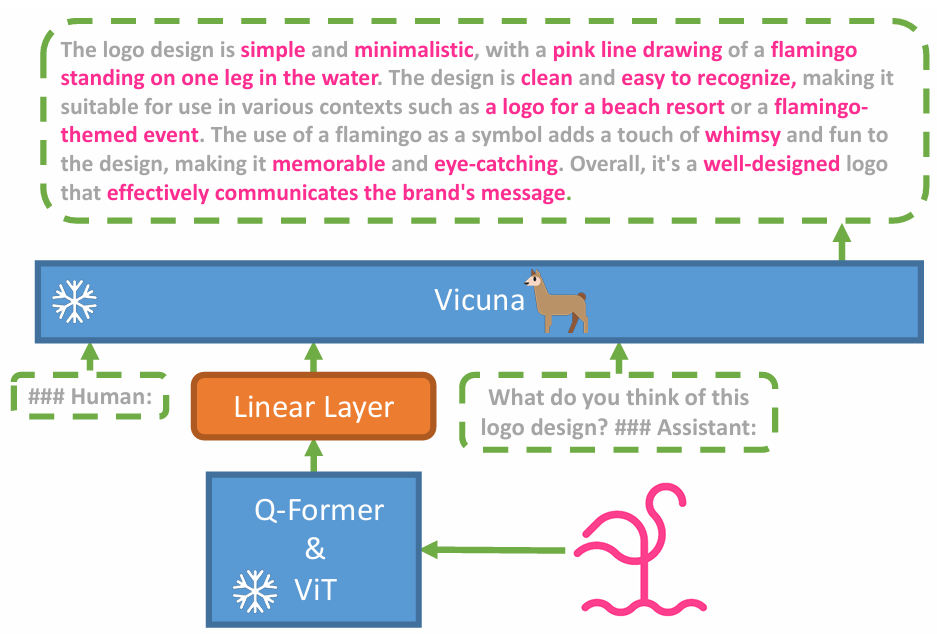 The logo design is simple and minimalistic, with a pink line drawing of a flamingo
standing on one leg in the water. The design is clean and easy to recognize, making it
suitable for use in various contexts such as a logo for a beach resort or a flamingo-
themed event. The use of a flamingo as a symbol adds a touch of whimsy and fun to
the design, making it memorable and eye-catching. Overall, it's a well-designed logo
that effectively communicates the brand's message.
Vicuna
### Human:
Linear Layer
What do you think of this
logo design? ### Assistant:
Q-Former
&
ViT